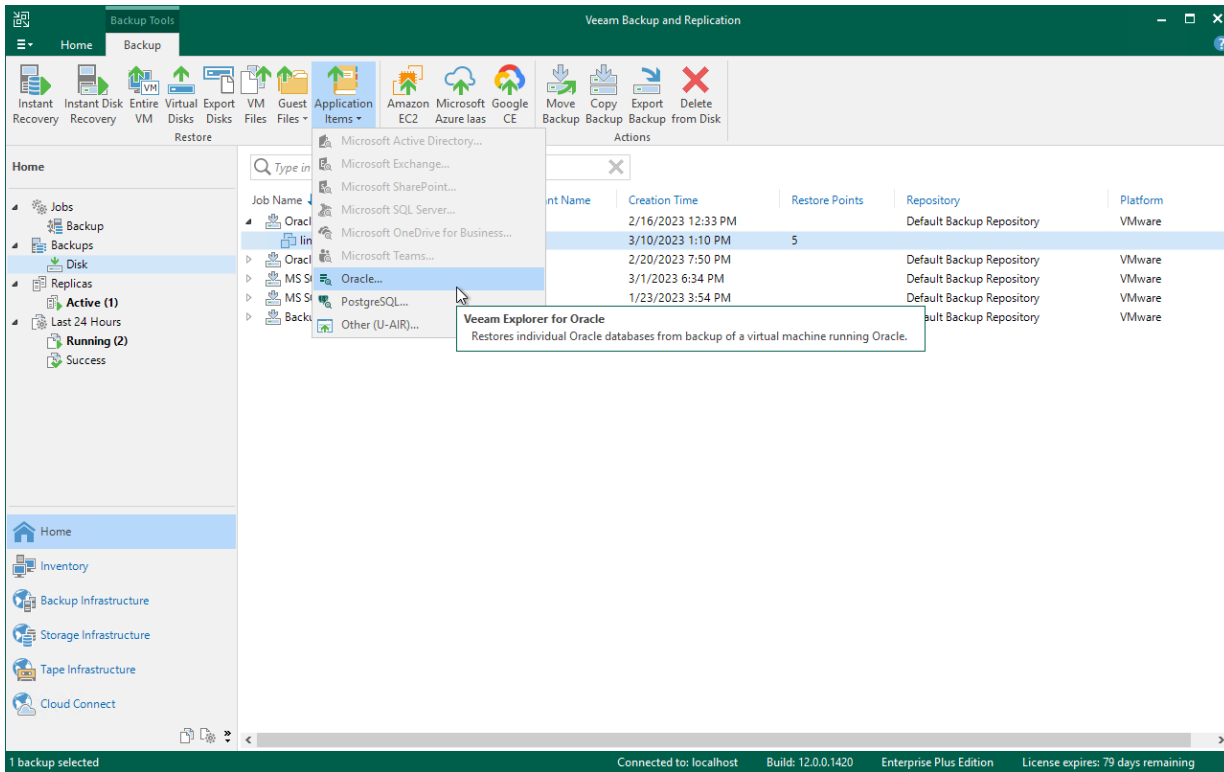 Backup Tools
Veeam Backup and Replication
Home Backup
Instant Recovery
Instant Disk Recovery
Entire VM
Virtual Disks
Export Disks
VM Files
Guest Files
Application Items
Amazon EC2
Microsoft Azure Iaas
Google CE
Move Backup
Copy Backup
Export Backup
Delete from Disk
Restore
Actions
Home
Jobs
Backup
Backups
Disk
Replicas
Active (1)
Last 24 Hours
Running (2)
Success
Type in
Microsoft Active Directory...
Microsoft Exchange...
Microsoft SharePoint...
Microsoft SQL Server...
Microsoft OneDrive for Business...
Microsoft Teams...
Oracle...
PostgreSQL...
Other (U-AIR)...
Veeam Explorer for Oracle
Restores individual Oracle databases from backup of a virtual machine running Oracle.
Job Name nt Name Creation Time Restore Points Repository Platform
Oracl 2/16/2023 12:33 PM Default Backup Repository VMware
lin 3/10/2023 1:10 PM 5
Oracl 2/20/2023 7:50 PM Default Backup Repository VMware
MS S 3/1/2023 6:34 PM Default Backup Repository VMware
MS S 1/23/2023 3:54 PM Default Backup Repository VMware
Backu ult Backup Repository VMware
Home
Inventory
Backup Infrastructure
Storage Infrastructure
Tape Infrastructure
Cloud Connect
1 backup selected
Connected to: localhost Build: 12.0.0.1420 Enterprise Plus Edition License expires: 79 days remaining